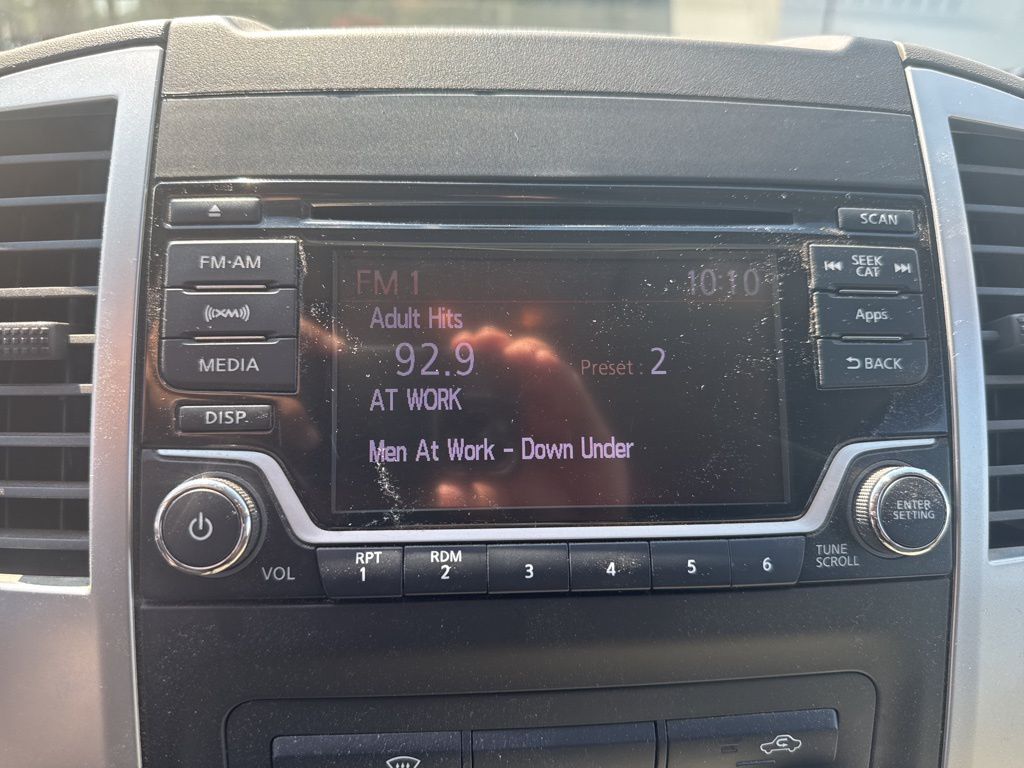 SCAN
FM·AM
((XM))
MEDIA
DISP
VOL
FM 1 10:10
Adult Hits
92.9 Preset : 2
AT WORK
Men At Work - Down Under
SEEK
CAT
Apps
BACK
ENTER
SETTING
TUNE
SCROLL
RPT
1
RDM
2
3
4
5
6